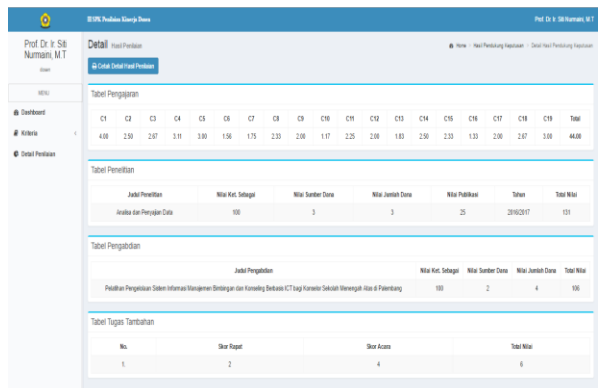 III SPK Penilaian Kinerja Dosen
Prof. Dr. Ir. Siti Nurmaini, M.T
Prof. Dr. Ir. Siti
Nurmaini, M.T
MENU
Dashboard
Kriteria
Detail Penilaian
Detail Hasil Penilaian
Home Hasil Pendukung Keputusan Detail Hasil Pendukung Keputusan
Cetak Detail Hasil Penilaian
Tabel Pengajaran
C1 C2 C3 C4 C5 C6 C7 C8 C9 C10 C11 C12 C13 C14 C15 C16 C17 C18 C19 Total
4.00 2.50 2.67 3.11 3.00 1.56 1.75 2.33 2.00 1.17 2.25 2.00 1.83 2.50 2.33 1.33 2.00 2.67 3.00 44.00
Tabel Penelitian
Judul Penelitian Nilai Ket. Sebagai Nilai Sumber Dana Nilai Jumlah Dana Nilai Publikasi Tahun Total Nilai
Analisa dan Penyajian Data 100 3 3 25 2016/2017 131
Tabel Pengabdian
Judul Pengabdian Nilai Ket. Sebagai Nilai Sumber Dana Nilai Jumlah Dana Total Nilai
Pelatihan Pengelolaan Sistem Informasi Manajemen Bimbingan dan Konseling Berbasis ICT bagi Konselor Sekolah Menengah Atas di Palembang 100 2 4 106
Tabel Tugas Tambahan
No. Skor Rapat Skor Acara Total Nilai
1. 2 4 6